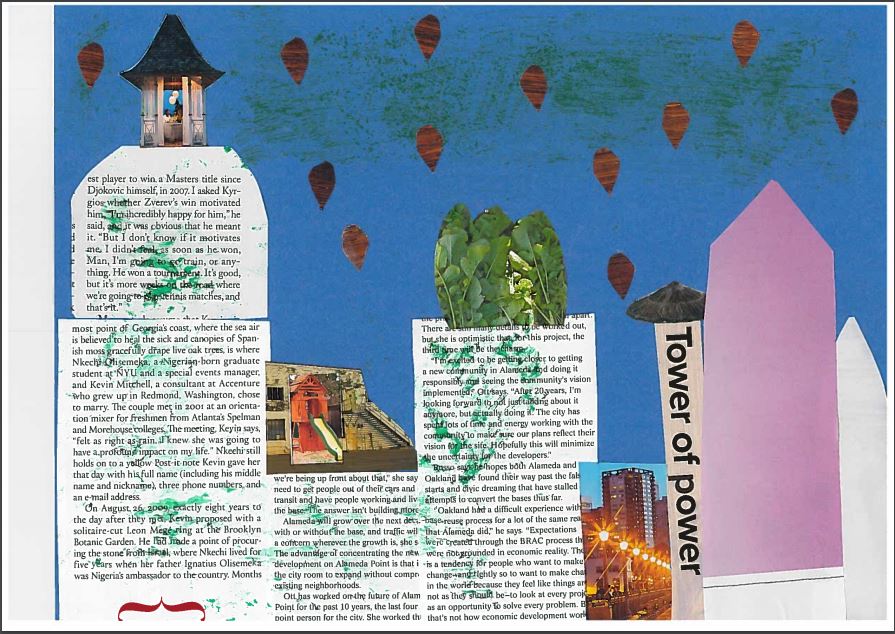 est player to win a Masters title since
Djokovic himself, in 2007. I asked Kyr-
gios whether Zverev's win motivated
him. "I'm incredibly happy for him," he
said, and it was obvious that he meant
it. "But I don't know if it motivates
me. I didn't feel, as soon as he won,
Man, I'm going to go train, or any-
thing. He won a tournament. It's good,
but it's more weeks on the road where
we're going to play tennis matches, and
that's it."
most point of Georgia's coast, where the sea air
is believed to heal the sick and canopies of Span-
ish moss gracefully drape live oak trees, is where
Nkechi Olisemeka, a Nigerian-born graduate
student at NYU and a special events manager,
and Kevin Mitchell, a consultant at Accenture
who grew up in Redmond, Washington, chose
to marry. The couple met in 2001 at an orienta-
tion mixer for freshmen from Atlanta's Spelman
and Morehouse colleges. The meeting, Kevin says,
"felt as right as rain. I knew she was going to
have a profound impact on my life." Nkechi still
holds on to a yellow Post-it note Kevin gave her
that day with his full name (including his middle
name and nickname), three phone numbers, and
an e-mail address.
On August 26, 2009, exactly eight years to
the day after they met, Kevin proposed with a
solitaire-cut Leon Megé ring at the Brooklyn
Botanic Garden. He had made a point of procur-
ing the stone from Israel, where Nkechi lived for
five years when her father Ignatius Olisemeka
was Nigeria's ambassador to the country. Months
we're being up front about that," she say
need to get people out of their cars and
transit and have people working and liv
the base. The answer isn't building more
Alameda will grow over the next deca
with or without the base, and traffic wil
a concern wherever the growth is, she s
The advantage of concentrating the new
development on Alameda Point is that i
the city room to expand without compr
existing neighborhoods.
Ott has worked on the future of Alam
Point for the past 10 years, the last four
point person for the city. She worked th
apart.
There are still many details to be worked out,
but she is optimistic that for this project, the
third time will be the charm.
"I'm excited to be getting closer to getting
a new community in Alameda and doing it
responsibly and seeing the community's vision
implemented," Ott says. "After 20 years, I'm
looking forward to not just talking about it
anymore, but actually doing it. The city has
spent lots of time and energy working with the
community to make sure our plans reflect their
vision for the site. Hopefully this will minimize
the uncertainty for the developers."
Russo says he hopes both Alameda and
Oakland have found their way past the fals
starts and civic dreaming that have stalled
attempts to convert the bases thus far.
"Oakland had a difficult experience with
base-reuse process for a lot of the same rea
that Alameda did," he says. "Expectations
were created through the BRAC process th
were not grounded in economic reality. The
is a tendency for people who want to make
change—and rightly so to want to make chan
in the world because they feel like things are
not as they should be—to look at every proje
as an opportunity to solve every problem. B
that's not how economic development work
Tower of power